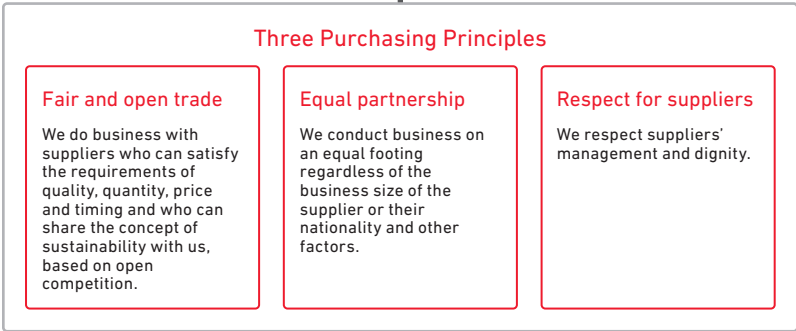 Three Purchasing Principles
Fair and open trade
We do business with
suppliers who can satisfy
the requirements of
quality, quantity, price
and timing and who can
share the concept of
sustainability with us,
based on open
competition.
Equal partnership
We conduct business on
an equal footing
regardless of the
business size of the
supplier or their
nationality and other
factors.
Respect for suppliers
We respect suppliers’
management and dignity.